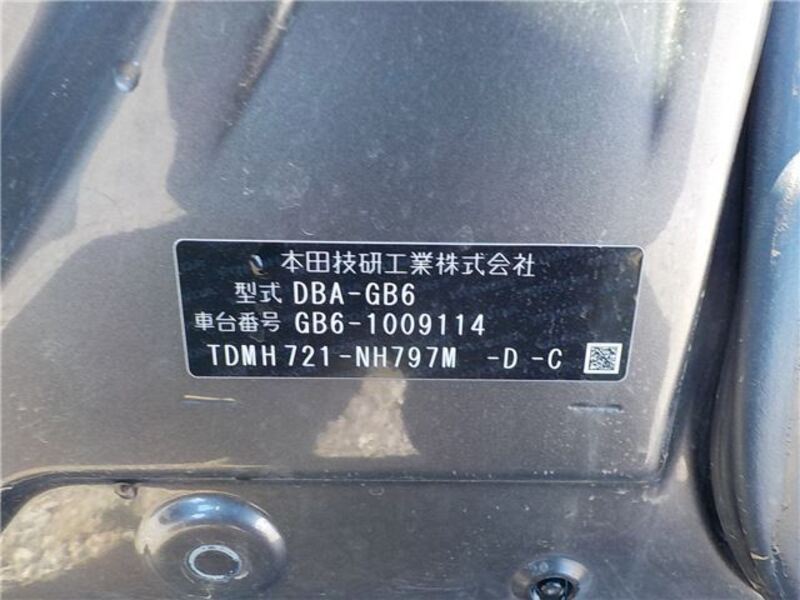 本田技研工業株式会社
型式 DBA-GB6
車台番号 GB6-1009114
TDMH721-NH797M -D -C